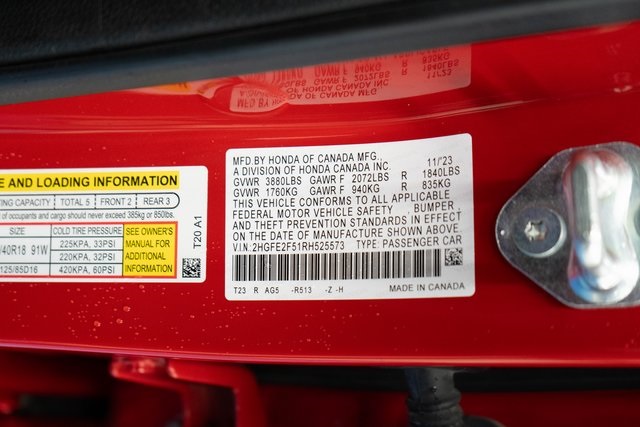 E AND LOADING INFORMATION
CAPACITY TOTAL 5 FRONT 2 REAR 3
of occupants and cargo should never exceed 385kg or 850lbs.
SIZE COLD TIRE PRESSURE SEE OWNER'S MANUAL FOR ADDITIONAL INFORMATION
/40R18 91W 225KPA, 33PSI
220KPA, 32PSI
125/85D16 420KPA, 60PSI
T20 A1
MFD.BY HONDA OF CANADA MFG., 11/23
A DIVISION OF HONDA CANADA INC.
GVWR 3880LBS GAWR F 2072LBS R 1840LBS
GVWR 1760KG GAWR F 940KG R 835KG
THIS VEHICLE CONFORMS TO ALL APPLICABLE
FEDERAL MOTOR VEHICLE SAFETY , BUMPER ,
AND THEFT PREVENTION STANDARDS IN EFFECT
ON THE DATE OF MANUFACTURE SHOWN ABOVE.
V IN:2HGFE2F51RH525573 TYPE: PASSENGER CAR
T23 R AG5 -R513 -Z -H MADE IN CANADA